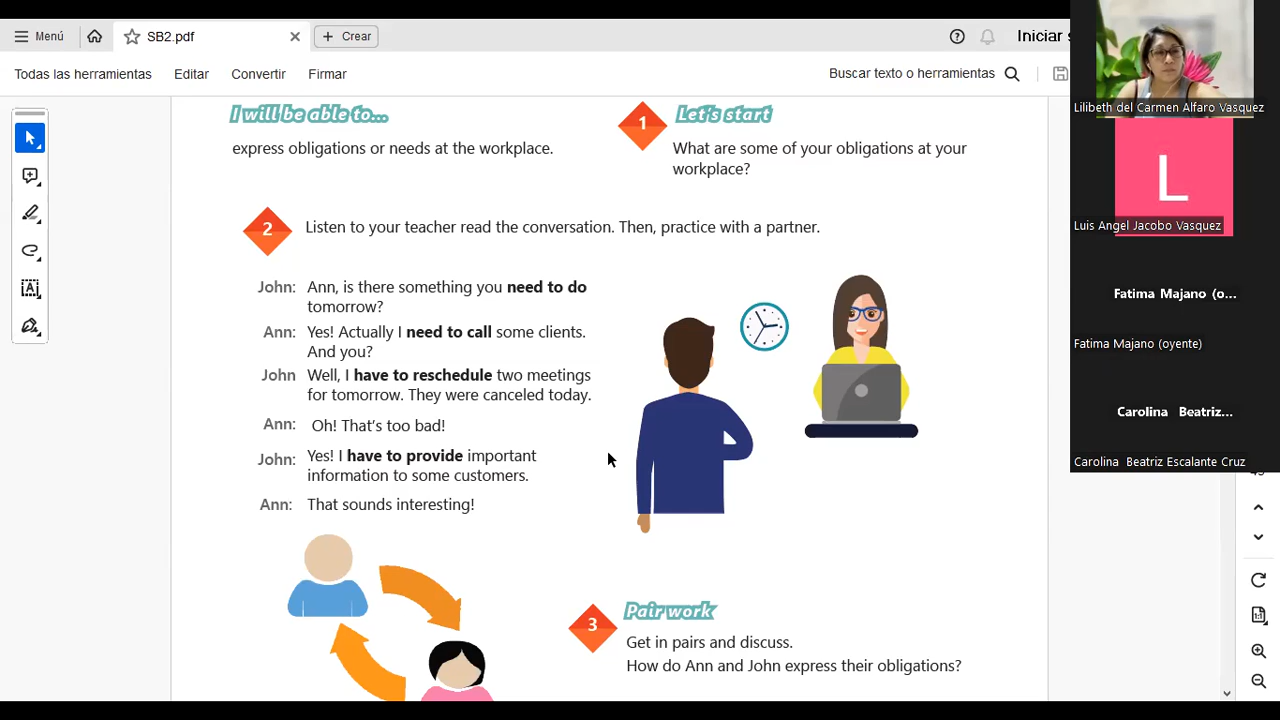 Menú
SB2.pdf
Crear
Iniciar
Todas las herramientas
Editar
Convertir
Firmar
Buscar texto o herramientas
I will be able to...
express obligations or needs at the workplace.
1
Let's start
What are some of your obligations at your
workplace?
2
Listen to your teacher read the conversation. Then, practice with a partner.
John: Ann, is there something you need to do
tomorrow?
Ann: Yes! Actually I need to call some clients.
And you?
John Well, I have to reschedule two meetings
for tomorrow. They were canceled today.
Ann: Oh! That's too bad!
John: Yes! I have to provide important
information to some customers.
Ann: That sounds interesting!
3
Pair work
Get in pairs and discuss.
How do Ann and John express their obligations?
Lilibeth del Carmen Alfaro Vasquez
L
Luis Angel Jacobo Vasquez
Fatima Majano (o...
Fatima Majano (oyente)
Carolina Beatriz...
Carolina Beatriz Escalante Cruz